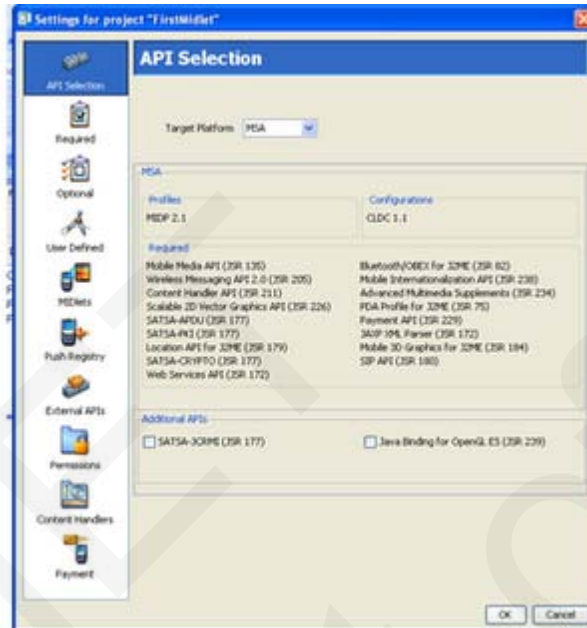 Settings for project "FirstMidlet"
API Selection
Required
Optional
User Defined
MIDlets
Push Registry
External APIs
Permissions
Content Handlers
Payment
API Selection
Target Platform MSA
MSA
Profiles
MIDP 2.1
Configurations
CLDC 1.1
Required
Mobile Media API (JSR 135)
Wireless Messaging API 2.0 (JSR 205)
Content Handler API (JSR 211)
Scalable 2D Vector Graphics API (JSR 226)
SATSA-APDU (JSR 177)
SATSA-PKI (JSR 177)
Location API for J2ME (JSR 179)
SATSA-CRYPTO (JSR 177)
Web Services API (JSR 172)
Bluetooth/OBEX for J2ME (JSR 82)
Mobile Internationalization API (JSR 238)
Advanced Multimedia Supplements (JSR 234)
PDA Profile for J2ME (JSR 75)
Payment API (JSR 229)
JAXP XML Parser (JSR 172)
Mobile 3D Graphics for J2ME (JSR 184)
SIP API (JSR 180)
Additional APIs
SATSA-JCRMI (JSR 177)
Java Binding for OpenGL ES (JSR 239)
OK
Cancel